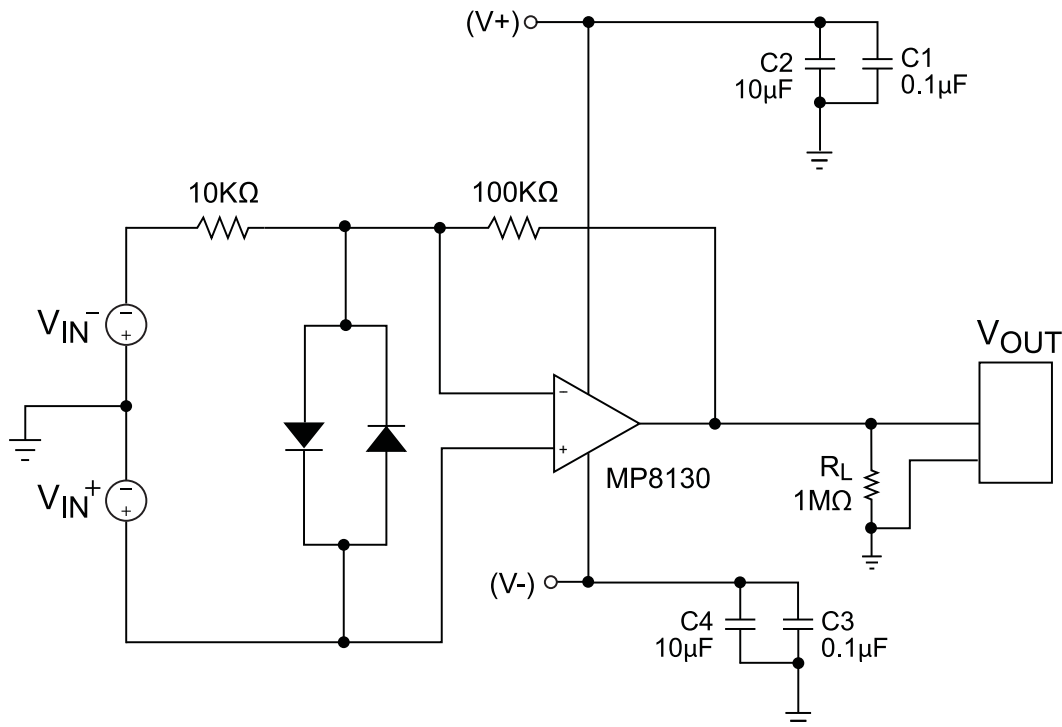 (V+)
C2
10µF
C1
0.1µF
10KΩ
100KΩ
VIN−
−
+
VOUT
−
+
MP8130
VIN+
−
+
RL
1MΩ
(V-)
C4
10µF
C3
0.1µF